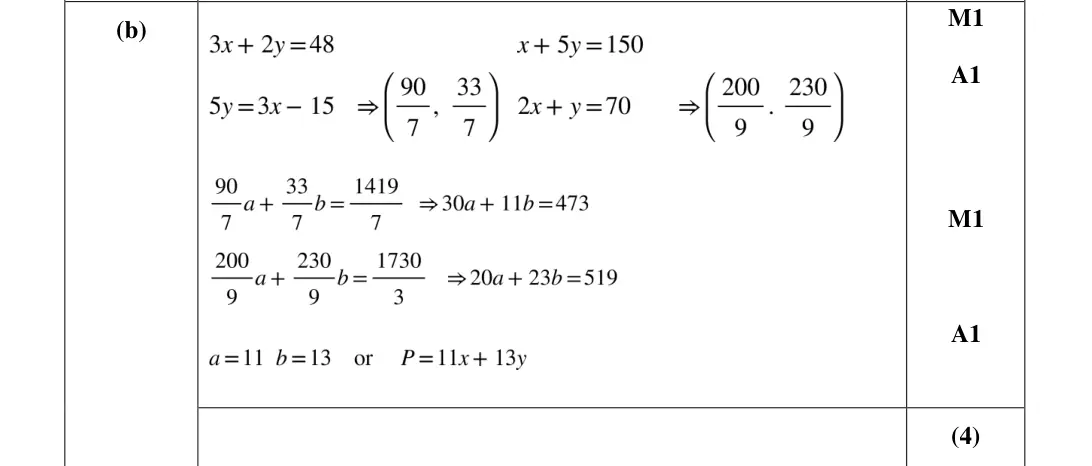 (b) M1
3x + 2y = 48 x + 5y = 150
A1
5y = 3x − 15 ⇒ (90/7, 33/7) 2x + y = 70 ⇒ (200/9 . 230/9)
90/7 a + 33/7 b = 1419/7 ⇒ 30a + 11b = 473
M1
200/9 a + 230/9 b = 1730/3 ⇒ 20a + 23b = 519
A1
a = 11 b = 13 or P = 11x + 13y
(4)